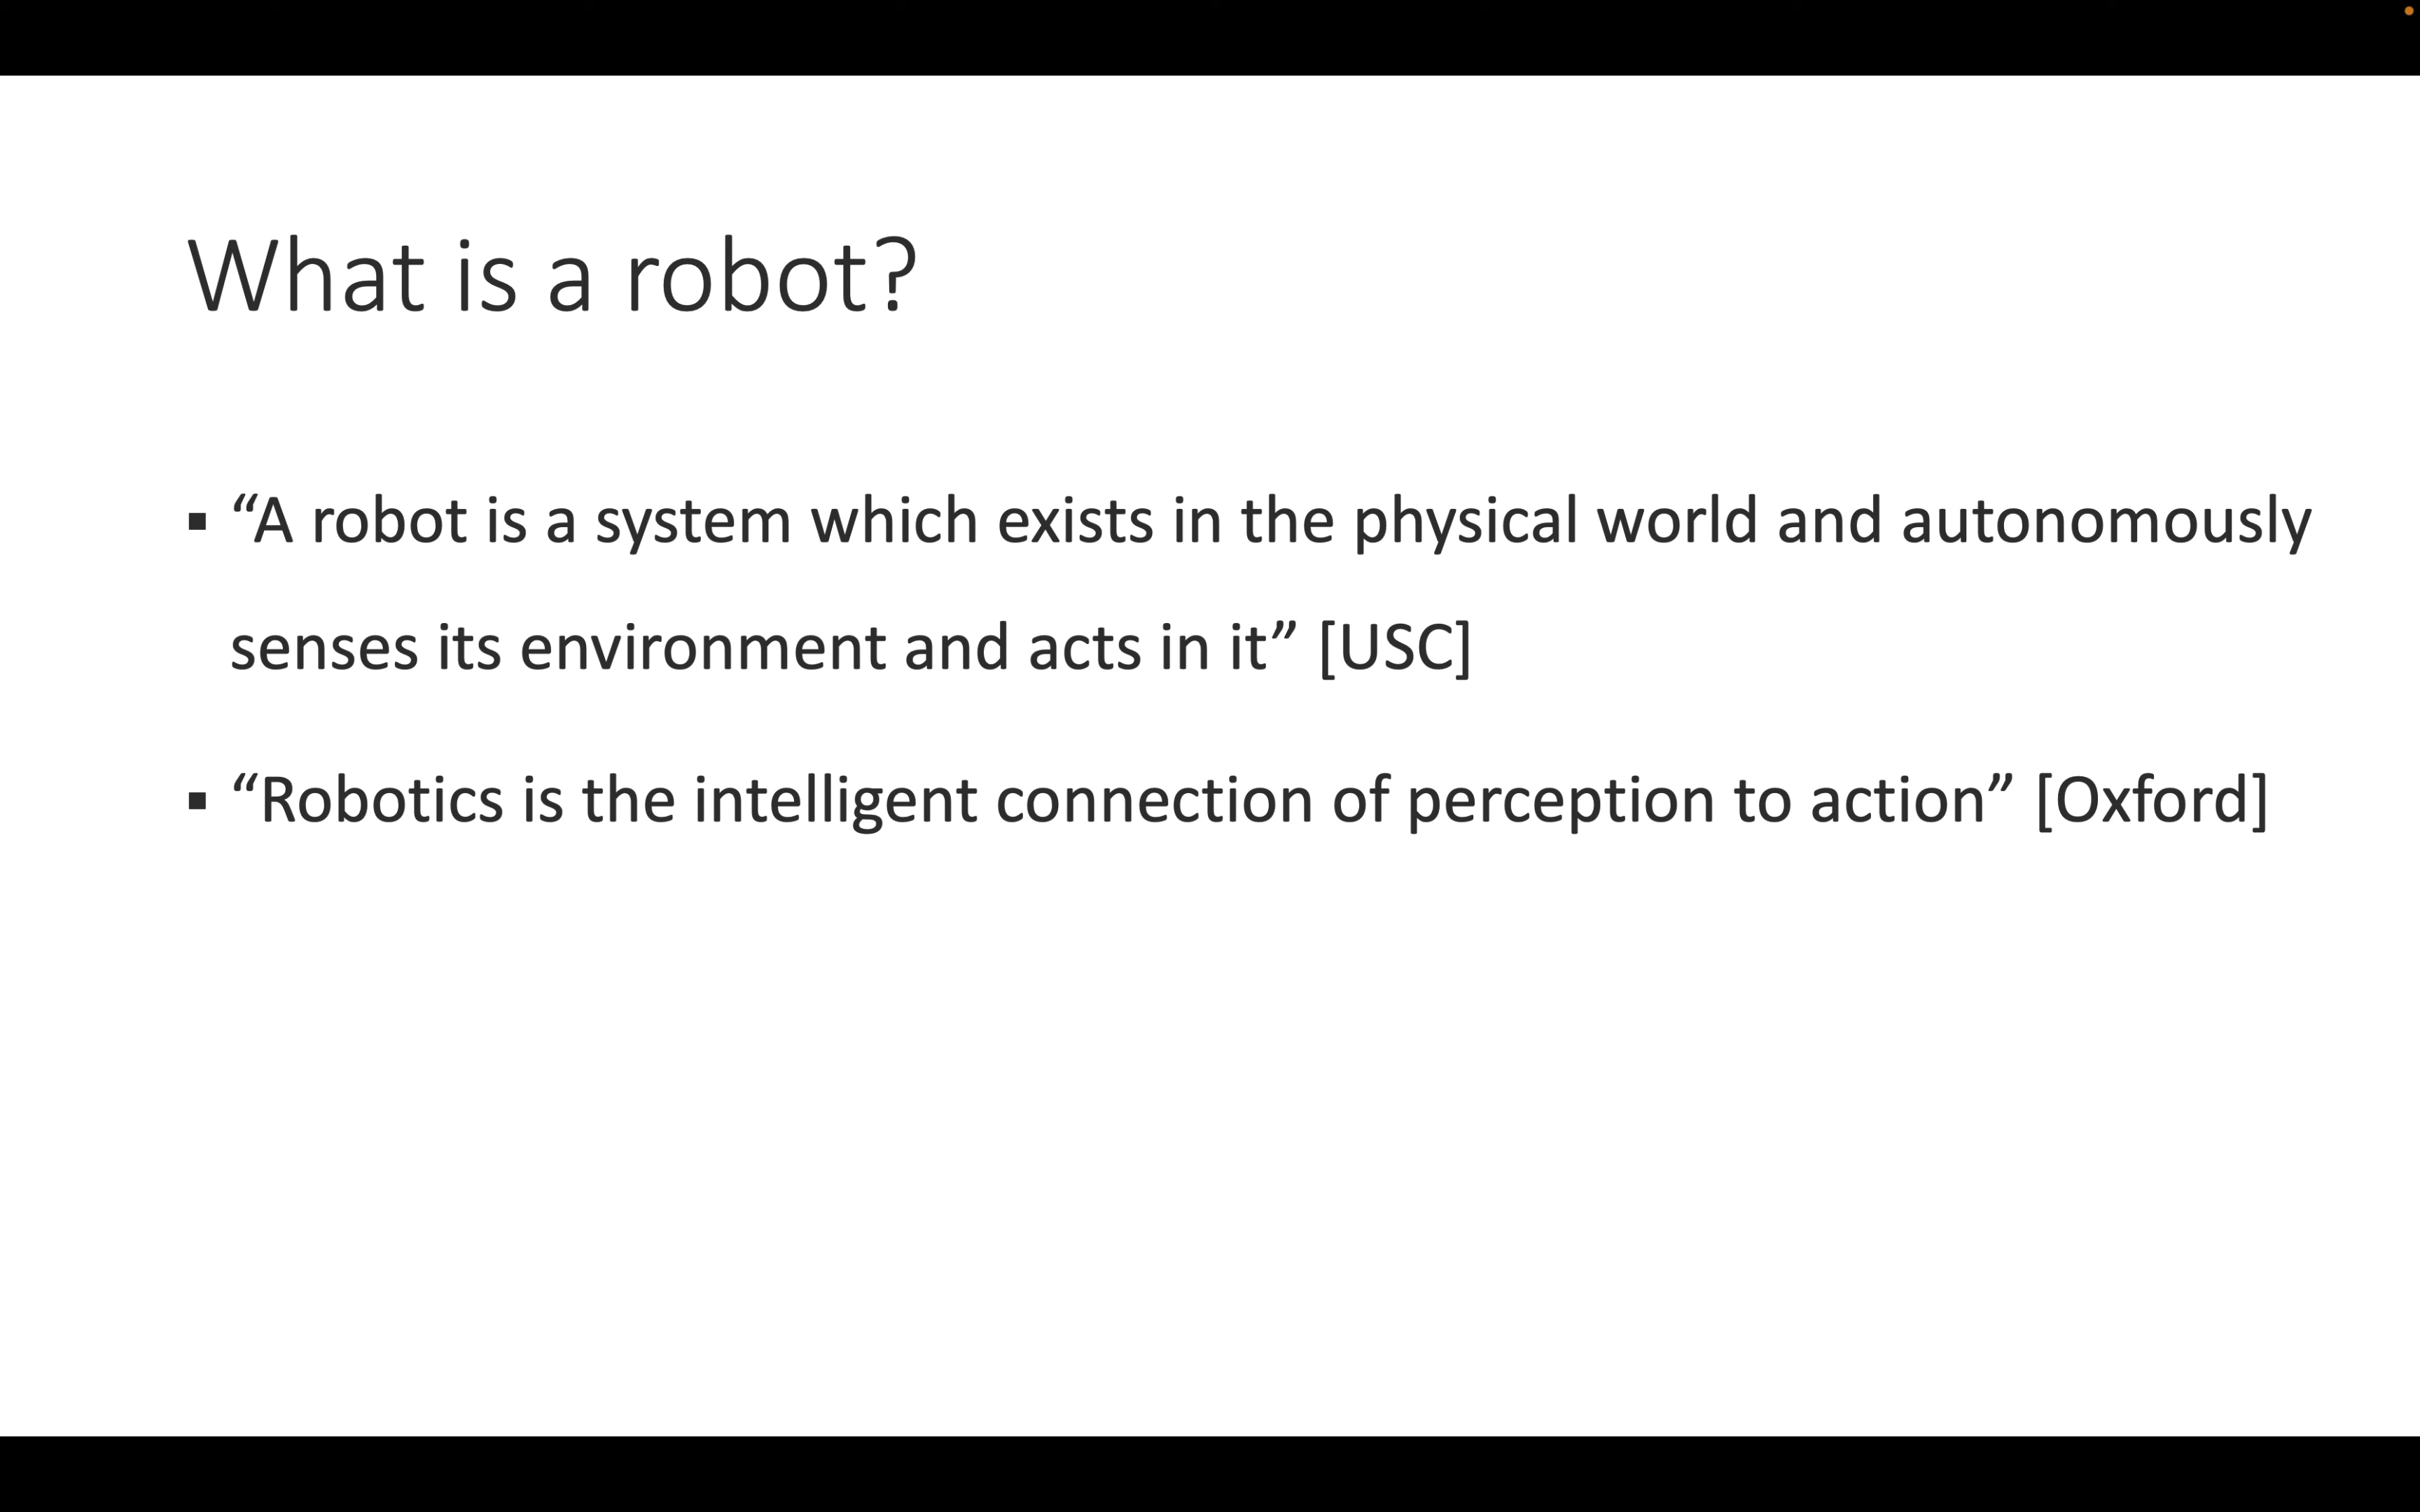 What is a robot?
▪ “A robot is a system which exists in the physical world and autonomously
senses its environment and acts in it” [USC]
▪ “Robotics is the intelligent connection of perception to action” [Oxford]